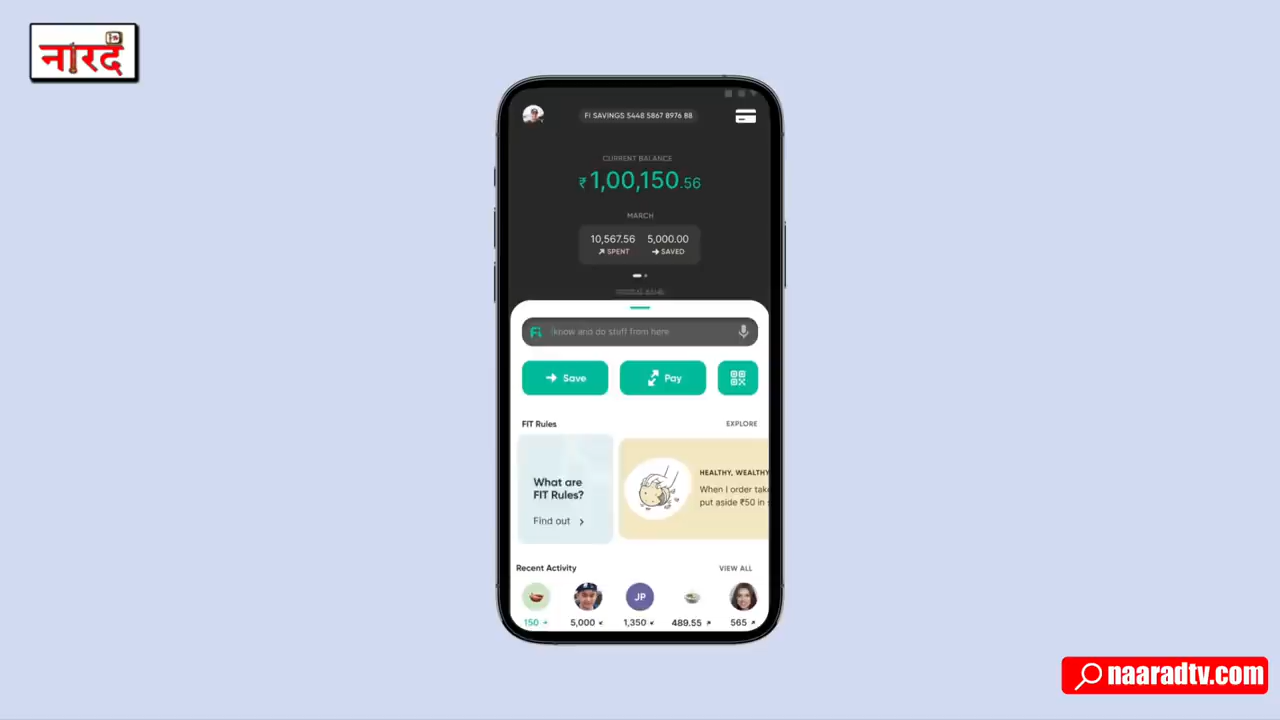 नारद
Fi SAVINGS 5448 5867 8976 88
CURRENT BALANCE
₹1,00,150.56
MARCH
10,567.56 5,000.00
SPENT SAVED
Fi know and do stuff from here
Save Pay
FIT Rules EXPLORE
What are
FIT Rules?
Find out
HEALTHY, WEALTHY
When I order take
put aside ₹50 in
Recent Activity VIEW ALL
JP
150 5,000 1,350 489.55 565
naaradtv.com